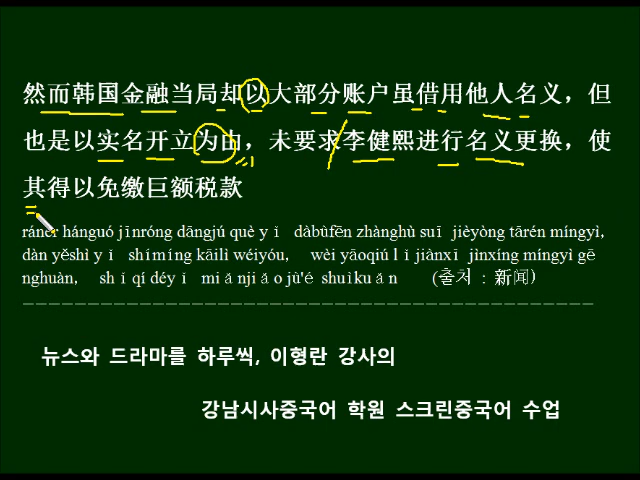 然而韩国金融当局却以大部分账户虽借用他人名义，但
也是以实名开立为由，未要求李健熙进行名义更换，使
其得以免缴巨额税款
ránér hánguó jīnróng dāngjú què yǐ dàbùfēn zhànghù suī jièyòng tārén míngyì,
dàn yěshì yǐ shímíng kāilì wéiyóu, wèi yāoqiú lǐ jiànxī jìnxíng míngyì gē
nghuàn, shǐ qí déyǐ miǎnjiǎo jù'é shuìkuǎn (출처 : 新闻)
뉴스와 드라마를 하루씩, 이형란 강사의
강남시사중국어 학원 스크린중국어 수업